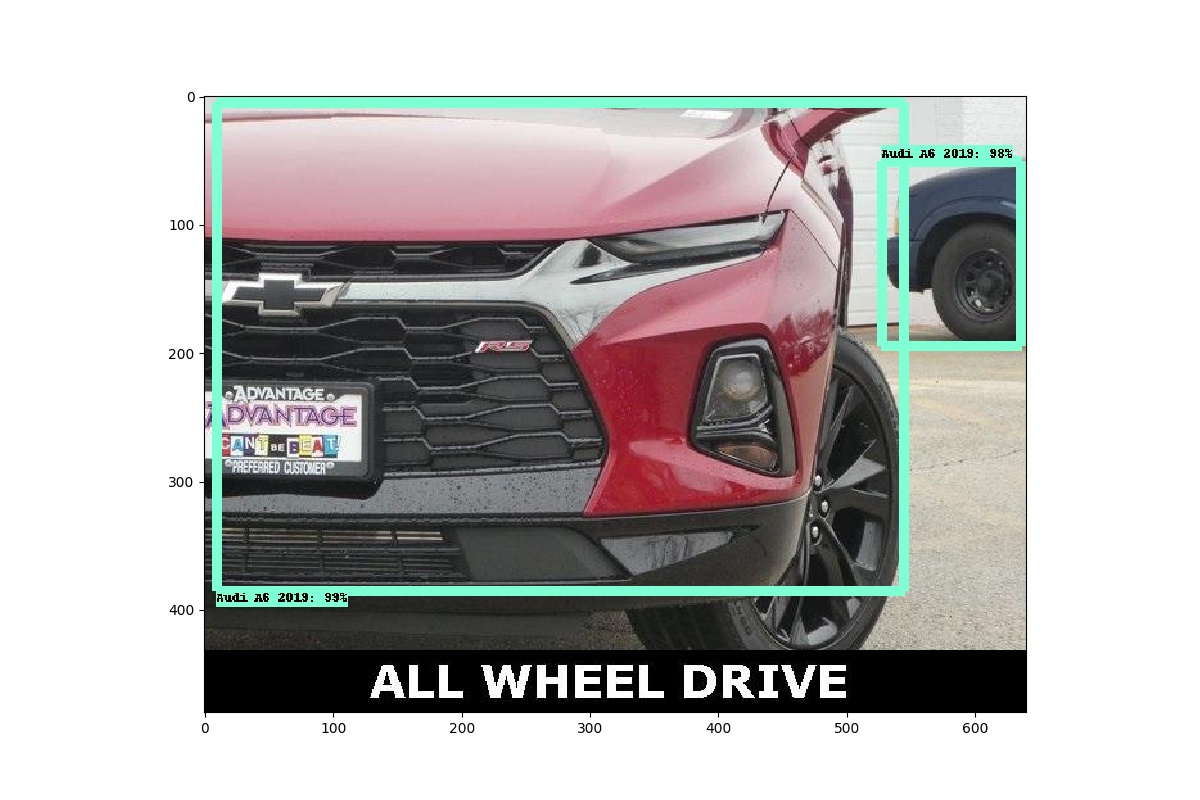 0
Audi A6 2019: 98%
100
200
RS
ADVANTAGE
ADVANTAGE
CAN'T BE BEAT!
PREFERRED CUSTOMER
300
Audi A6 2019: 99%
400
ALL WHEEL DRIVE
0 100 200 300 400 500 600